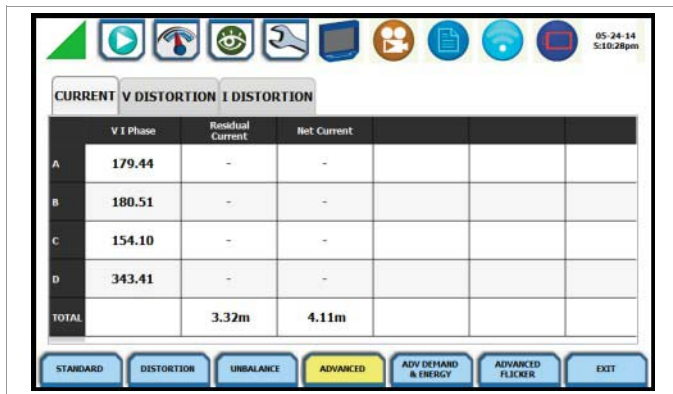 05-24-14
5:10:28pm
CURRENT V DISTORTION I DISTORTION
V I Phase Residual Current Net Current
A 179.44 - -
B 180.51 - -
C 154.10 - -
D 343.41 - -
TOTAL 3.32m 4.11m
STANDARD DISTORTION UNBALANCE ADVANCED ADV DEMAND & ENERGY ADVANCED FLICKER EXIT